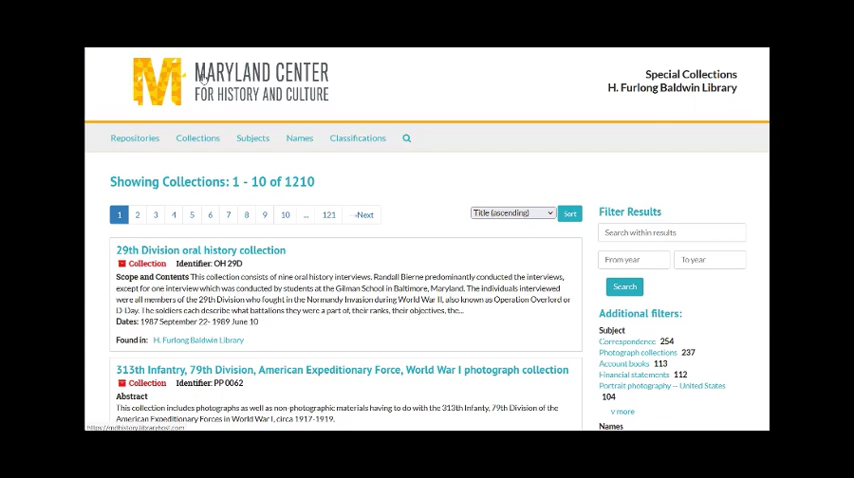 MARYLAND CENTER
FOR HISTORY AND CULTURE
Special Collections
H. Furlong Baldwin Library
Repositories
Collections
Subjects
Names
Classifications
Showing Collections: 1 - 10 of 1210
1 2 3 4 5 6 7 8 9 10 ... 121 Next
Title (ascending)
Sort
Filter Results
Search within results
From year
To year
Search
29th Division oral history collection
Collection Identifier: OH 29D
Scope and Contents This collection consists of nine oral history interviews. Randall Bierne predominantly conducted the interviews,
except for one interview which was conducted by students at the Gilman School in Baltimore, Maryland. The individuals interviewed
were all members of the 29th Division who fought in the Normandy Invasion during World War II, also known as Operation Overlord or
D-Day. The soldiers each describe what battalions they were a part of, their ranks, their objectives, the...
Dates: 1987 September 22- 1989 June 10
Found in: H. Furlong Baldwin Library
Additional filters:
Subject
Correspondence 254
Photograph collections 237
Account books 113
Financial statements 112
Portrait photography -- United States
104
∨ more
Names
313th Infantry, 79th Division, American Expeditionary Force, World War I photograph collection
Collection Identifier: PP 0062
Abstract
This collection includes photographs as well as non-photographic materials having to do with the 313th Infanty, 79th Division of the
American Expeditionary Forces in World War I, circa 1917-1919.
https://mdhistory.libraryhost.com